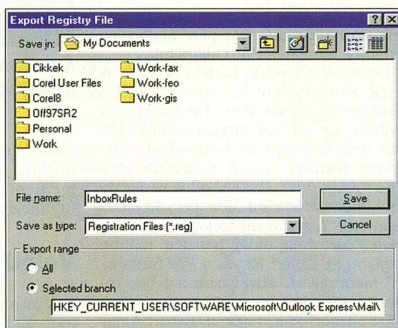 Export Registry File
Save in: My Documents
Cikkek
Corel User Files
Corel8
Off97SR2
Personal
Work
Work-fax
Work-feo
Work-gis
File name: InboxRules
Save
Save as type: Registration Files (*.reg)
Cancel
Export range
All
Selected branch
HKEY_CURRENT_USER\SOFTWARE\Microsoft\Outlook Express\Mail\